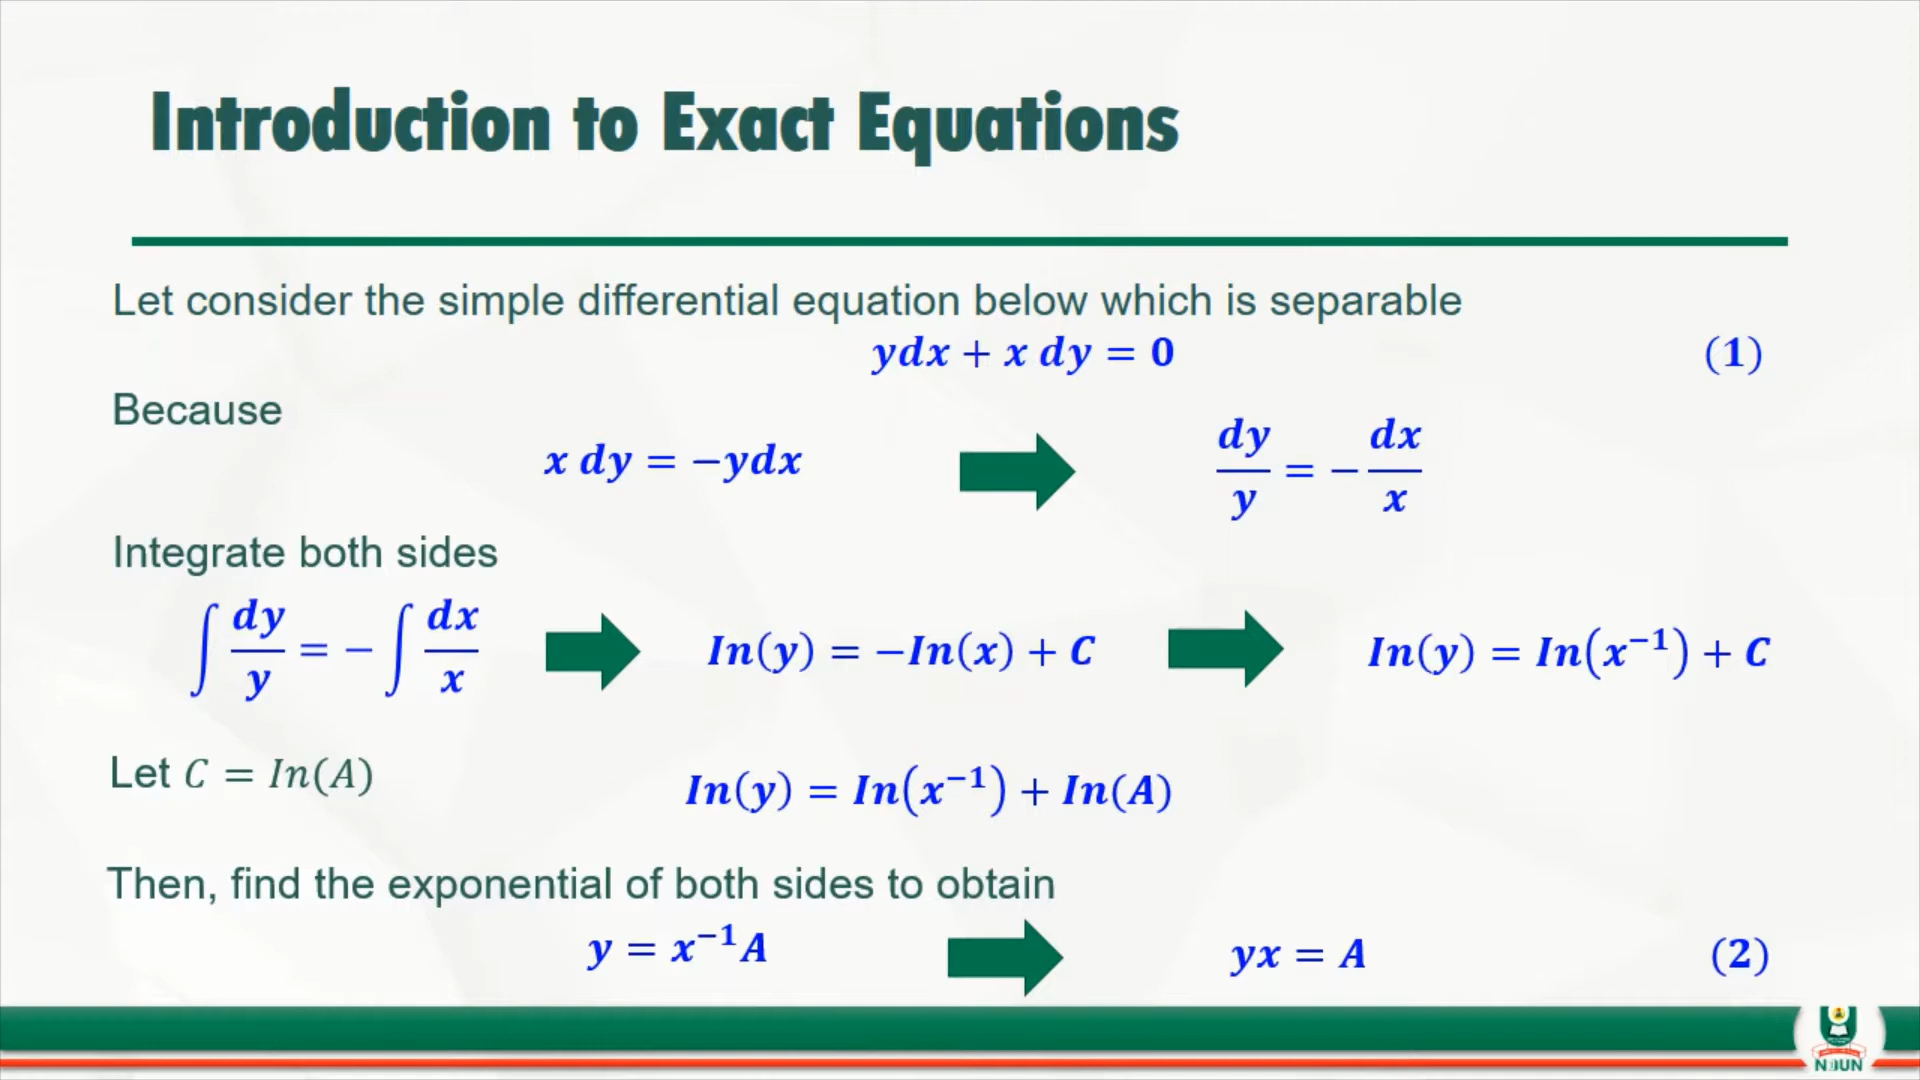 Introduction to Exact Equations
Let consider the simple differential equation below which is separable
ydx + x dy = 0 (1)
Because
x dy = −ydx dy/y = −dx/x
Integrate both sides
∫ dy/y = − ∫ dx/x In(y) = −In(x) + C In(y) = In(x⁻¹) + C
Let C = In(A) In(y) = In(x⁻¹) + In(A)
Then, find the exponential of both sides to obtain
y = x⁻¹A yx = A (2)
NOUN